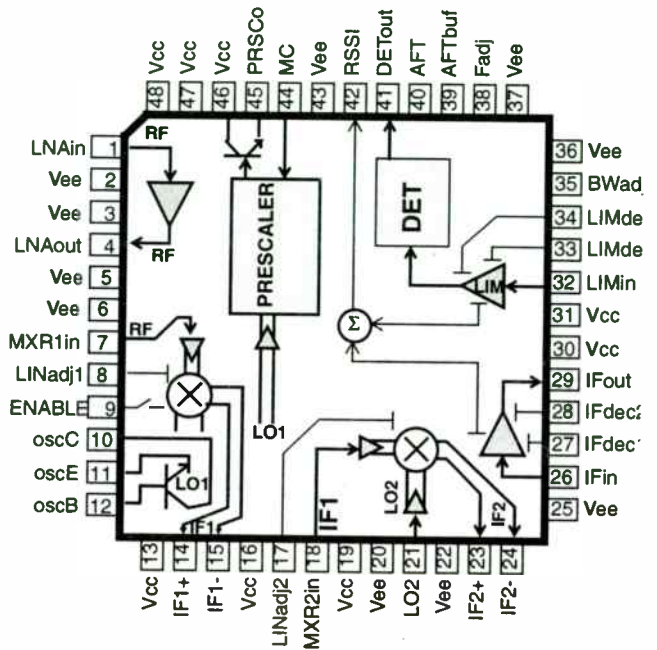 Vcc Vcc Vcc PRSCo MC Vee RSSI DETout AFT AFTbuf Fadj Vee
48 47 46 45 44 43 42 41 40 39 38 37
LNAin 1
Vee 2
Vee 3
LNAout 4
Vee 5
Vee 6
MXR1in 7
LINadj1 8
ENABLE 9
oscC 10
oscE 11
oscB 12
RF
RF
RF
PRESCALER
DET
LIM
Σ
LO1
LO1
IF1
IF1
LO2
IF2
36 Vee
35 BWad
34 LIMde
33 LIMde
32 LIMin
31 Vcc
30 Vcc
29 IFout
28 IFdec2
27 IFdec1
26 IFin
25 Vee
13 14 15 16 17 18 19 20 21 22 23 24
Vcc IF1+ IF1- Vcc LINadj2 MXR2in Vcc Vee LO2 Vee IF2+ IF2-